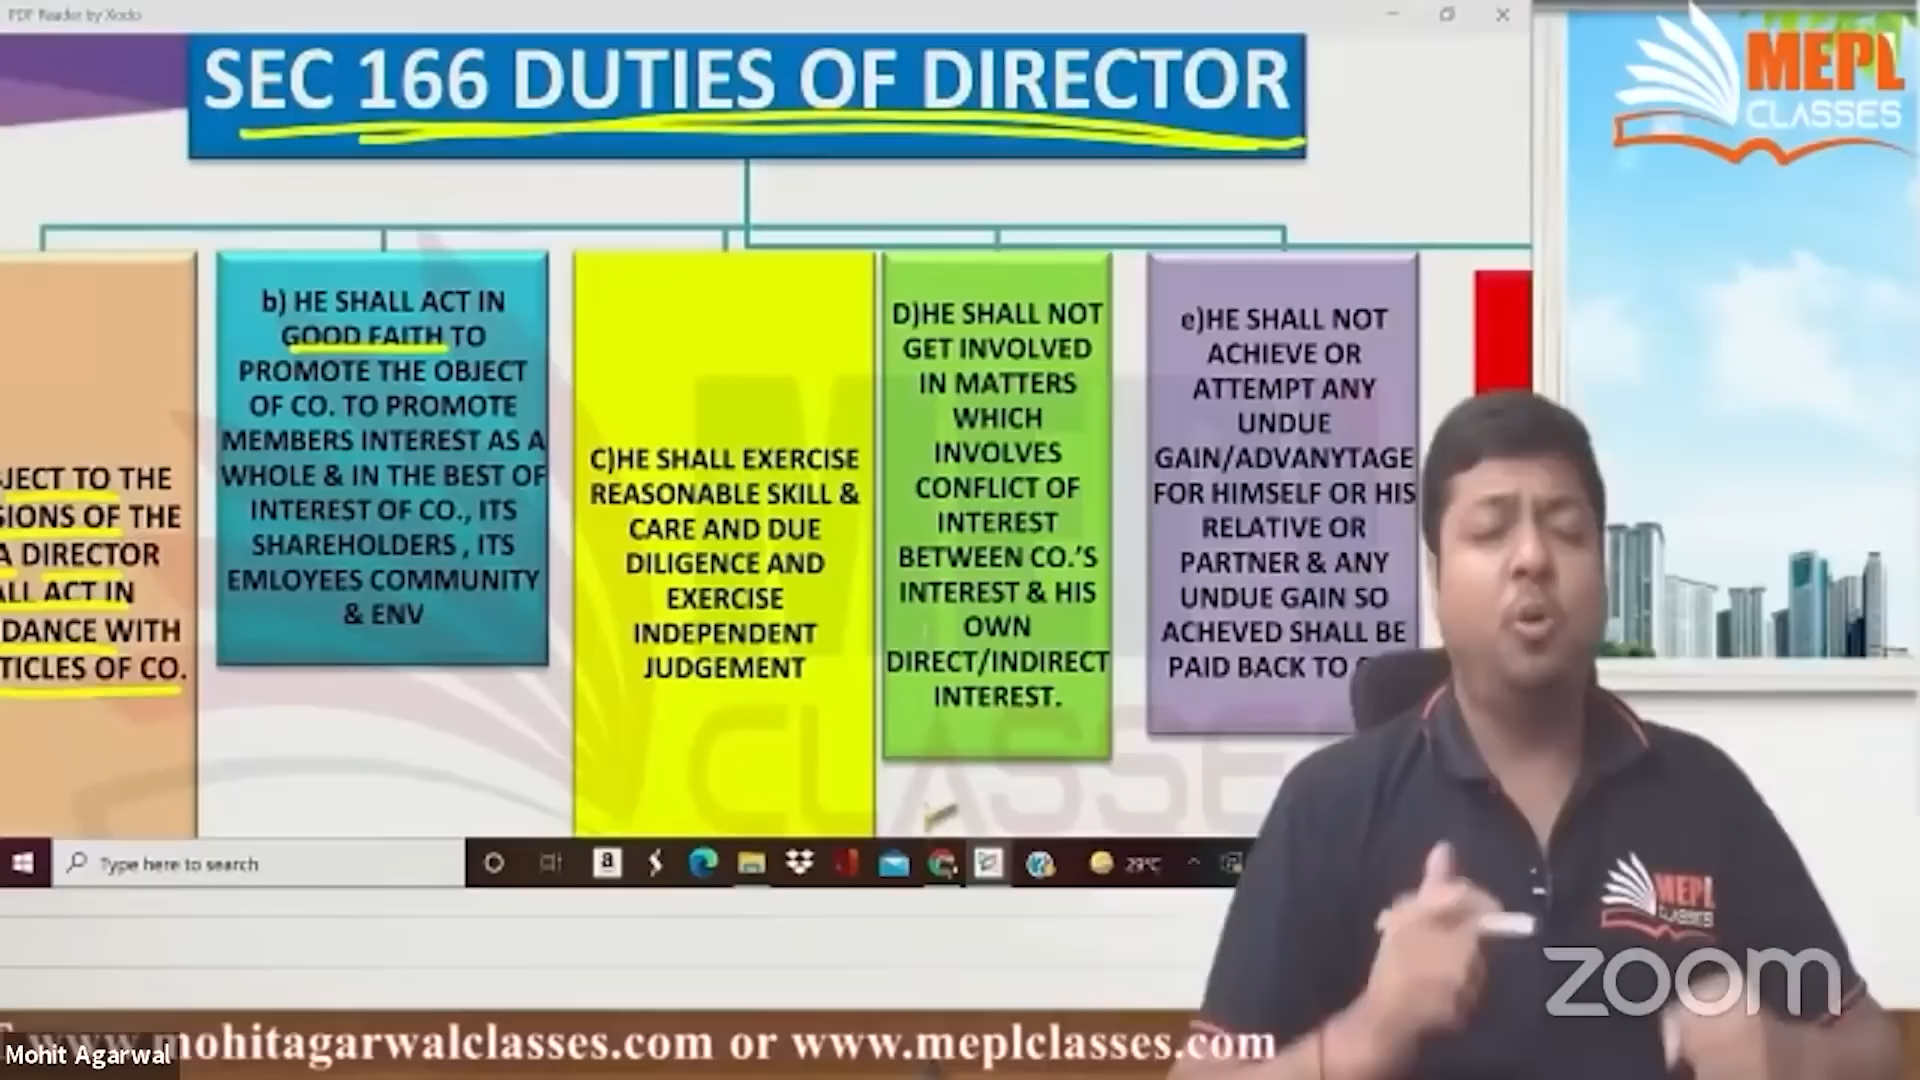 PDF Reader by Xodo
SEC 166 DUTIES OF DIRECTOR
MEPL
CLASSES
JECT TO THE
SIONS OF THE
A DIRECTOR
ALL ACT IN
DANCE WITH
TICLES OF CO.
b) HE SHALL ACT IN
GOOD FAITH TO
PROMOTE THE OBJECT
OF CO. TO PROMOTE
MEMBERS INTEREST AS A
WHOLE & IN THE BEST OF
INTEREST OF CO., ITS
SHAREHOLDERS , ITS
EMLOYEES COMMUNITY
& ENV
C)HE SHALL EXERCISE
REASONABLE SKILL &
CARE AND DUE
DILIGENCE AND
EXERCISE
INDEPENDENT
JUDGEMENT
D)HE SHALL NOT
GET INVOLVED
IN MATTERS
WHICH
INVOLVES
CONFLICT OF
INTEREST
BETWEEN CO.'S
INTEREST & HIS
OWN
DIRECT/INDIRECT
INTEREST.
e)HE SHALL NOT
ACHIEVE OR
ATTEMPT ANY
UNDUE
GAIN/ADVANYTAGE
FOR HIMSELF OR HIS
RELATIVE OR
PARTNER & ANY
UNDUE GAIN SO
ACHEVED SHALL BE
PAID BACK TO
CLASSES
Type here to search
29°C
MEPL
CLASSES
zoom
www.mohitagarwalclasses.com or www.meplclasses.com
Mohit Agarwal